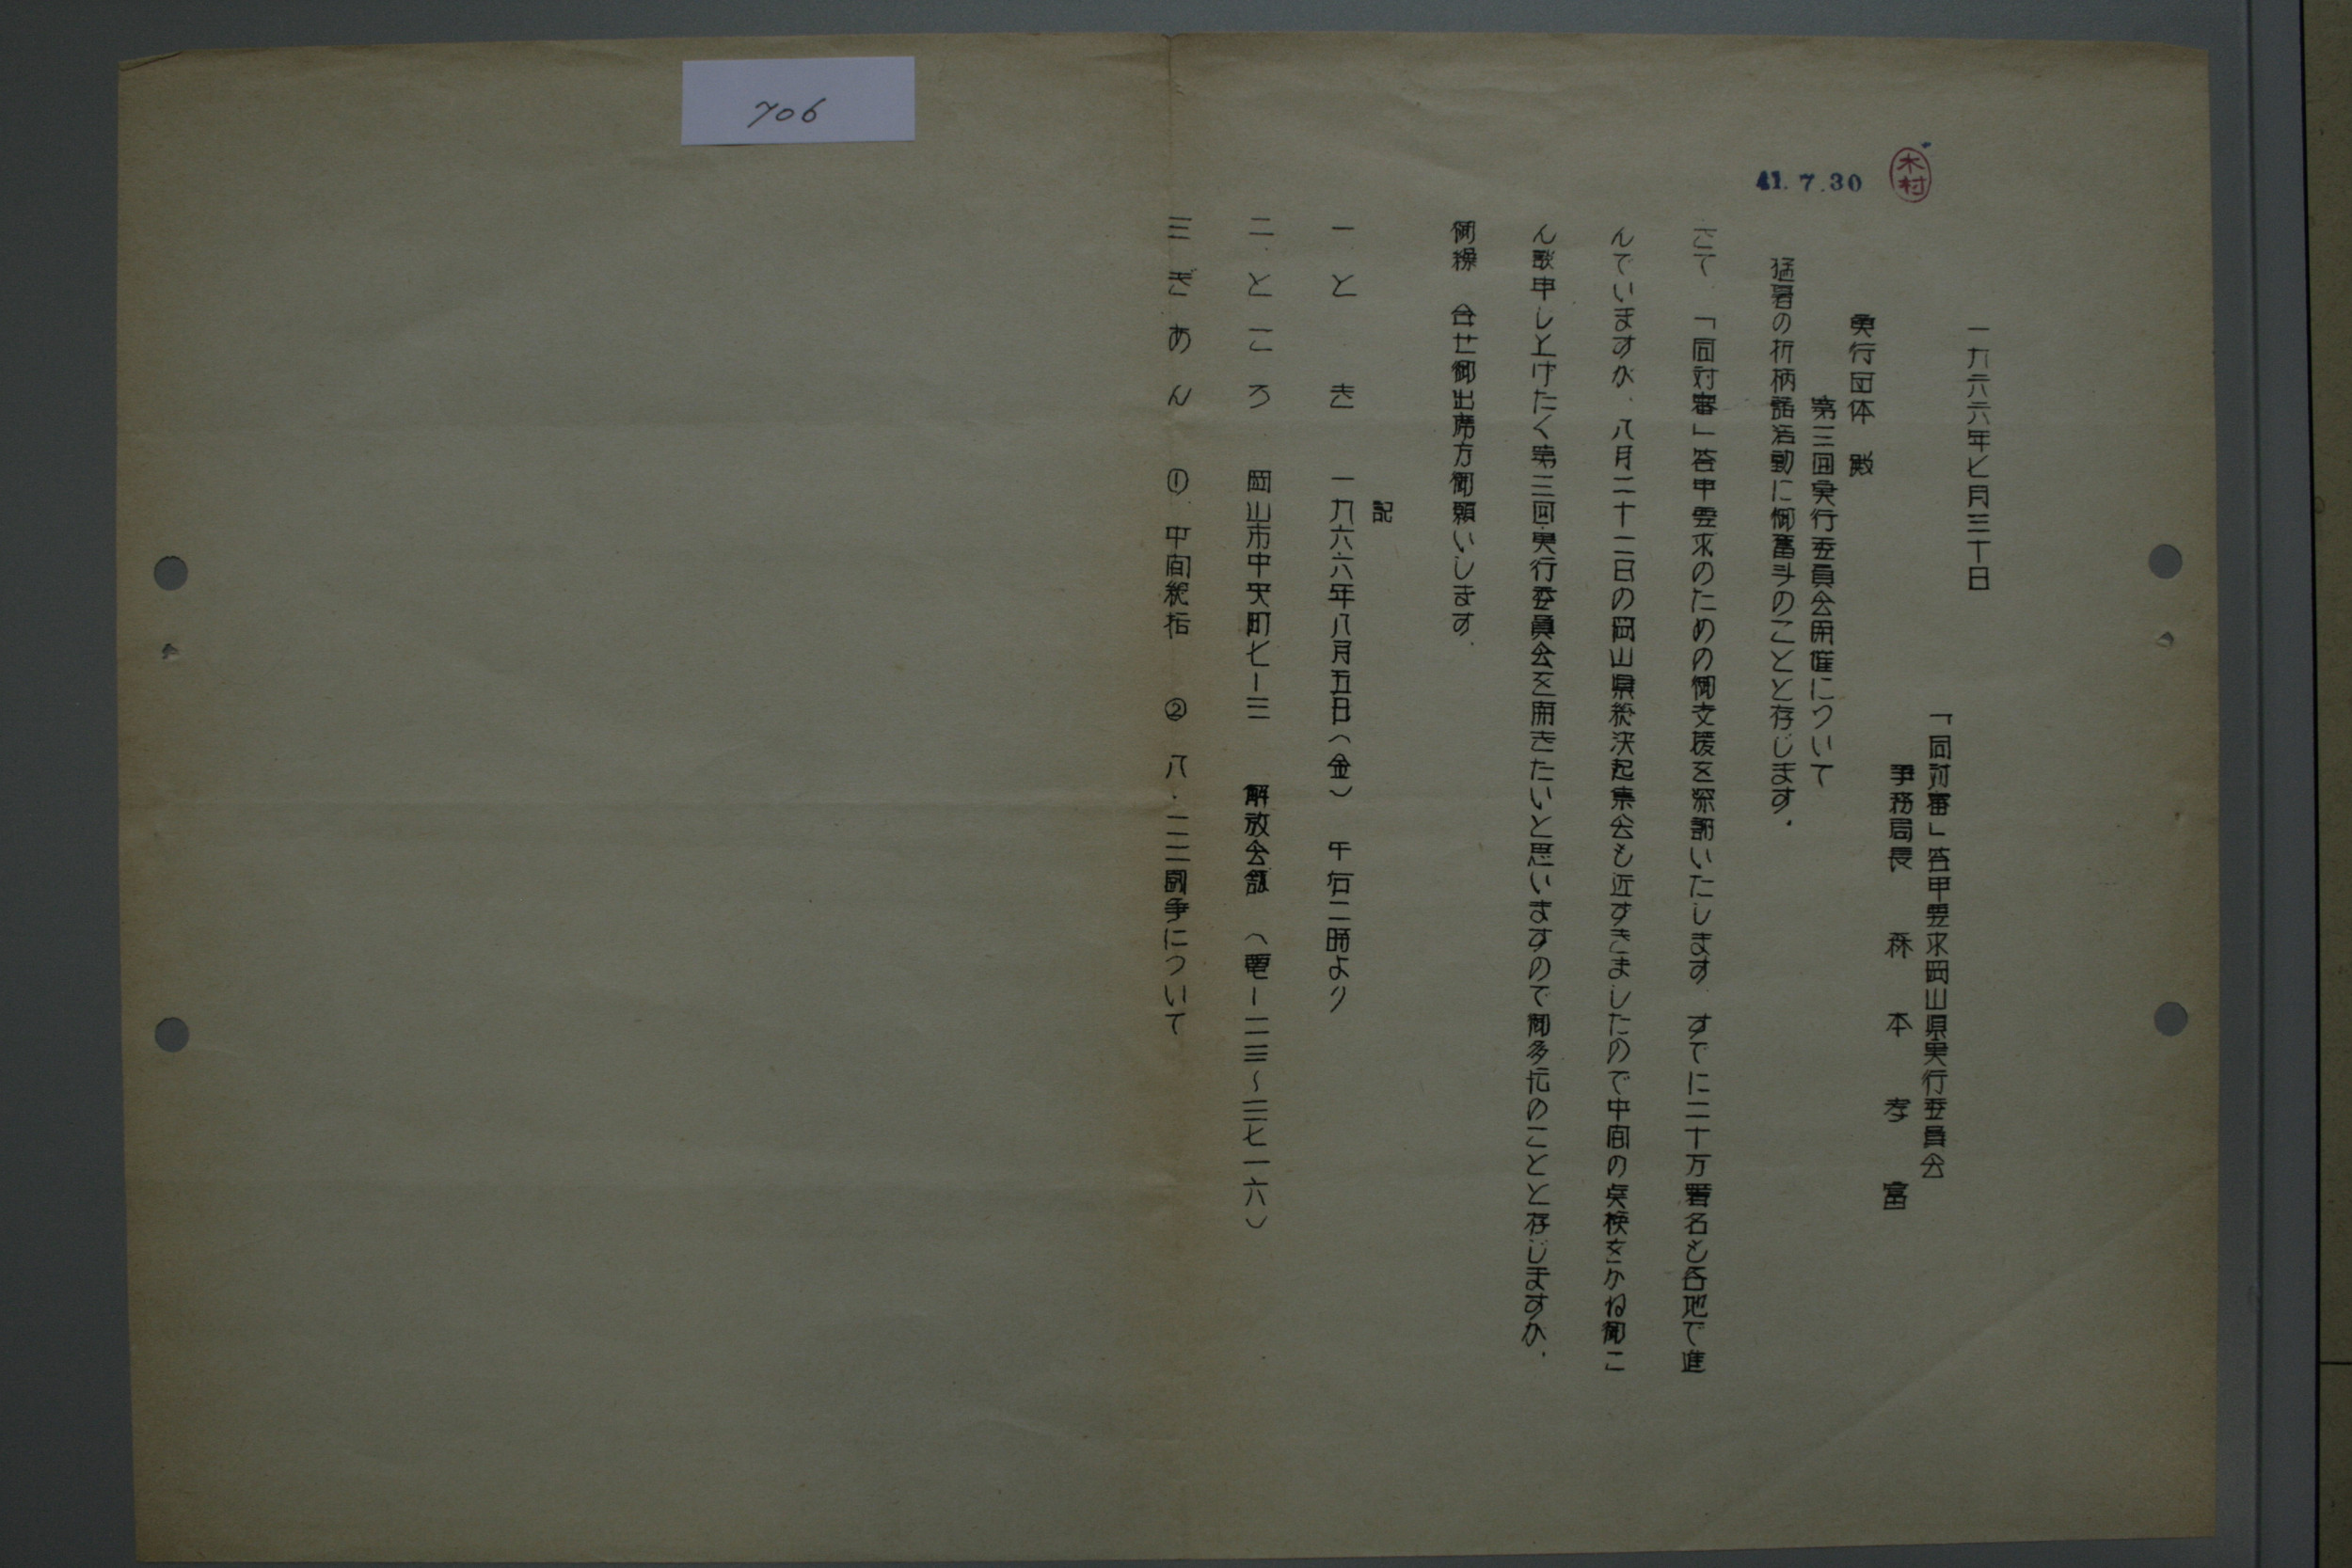 706
木村
41.7.30
一九六六年七月三十日
「同対審」答申要求岡山県実行委員会
事務局長 森本孝富
実行団体 殿
第三回実行委員会開催について
猛暑の折柄諸活動に御奮斗のことと存じます.
さて 「同対審」答申要求のための御支援を深謝いたします すでに二十万署名も各地で進
んでいますか、八月二十二日の岡山県総決起集会も近すきましたので中間の点検をかね御こ
ん談申し上げたく第三回実行委員会を開きたいと思いますので御多忙のことと存じますか.
御繰 合せ御出席方御願いします.
記
一 と き 一九六六年八月五日(金) 午后二時より
二.ところ 岡山市中央町七ー三 解放会館 (電ー二三~三七一六)
三 ぎあん ① 中間総括 ② 八・二二闘争について